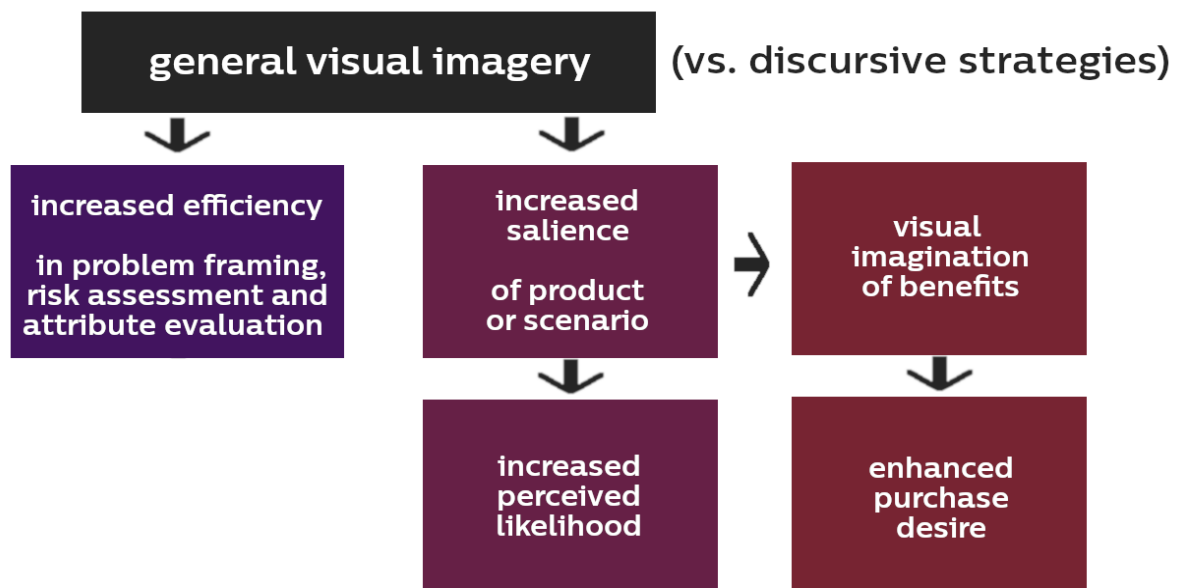 general visual imagery (vs. discursive strategies)
increased efficiency
in problem framing,
risk assessment and
attribute evaluation
increased
salience
of product
or scenario
visual
imagination
of benefits
increased
perceived
likelihood
enhanced
purchase
desire